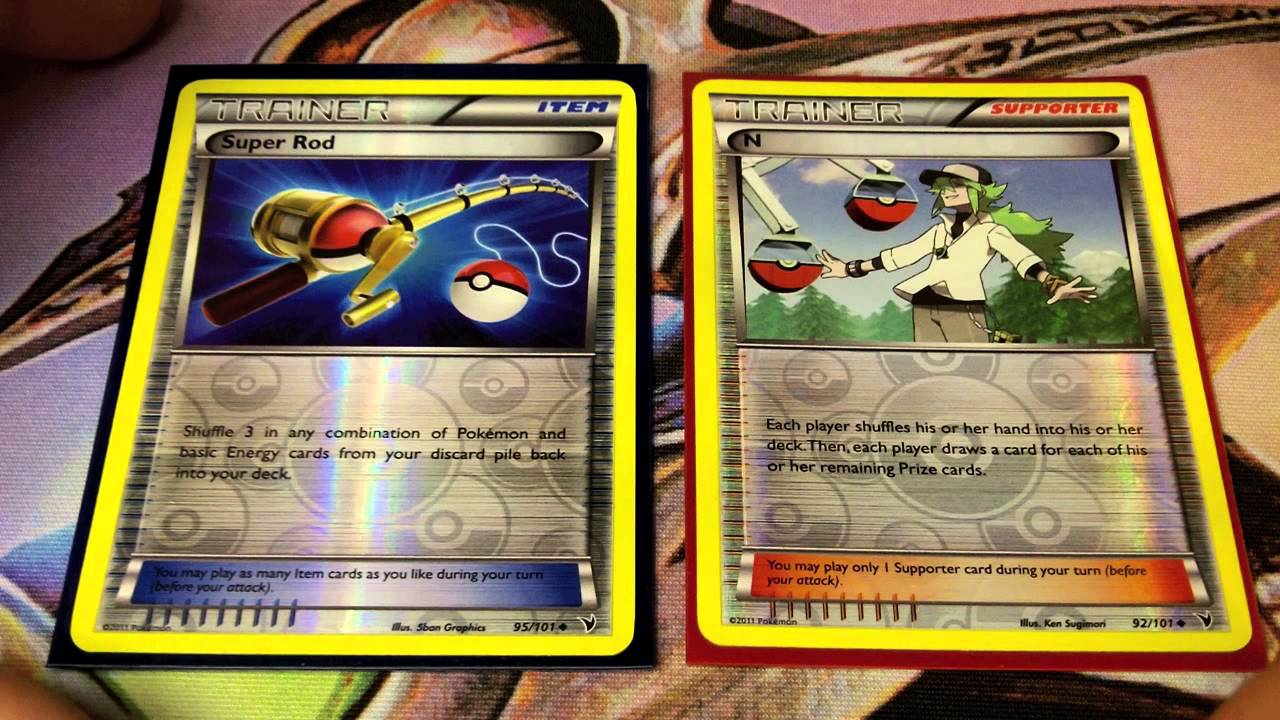 TRAINER ITEM
Super Rod
Shuffle 3 in any combination of Pokémon and
basic Energy cards from your discard pile back
into your deck.
You may play as many Item cards as you like during your turn
(before your attack).
©2011 Pokémon Illus. 5ban Graphics 95/101
TRAINER SUPPORTER
N
Each player shuffles his or her hand into his or her
deck.Then, each player draws a card for each of his
or her remaining Prize cards.
You may play only 1 Supporter card during your turn (before
your attack).
©2011 Pokémon Illus. Ken Sugimori 92/101